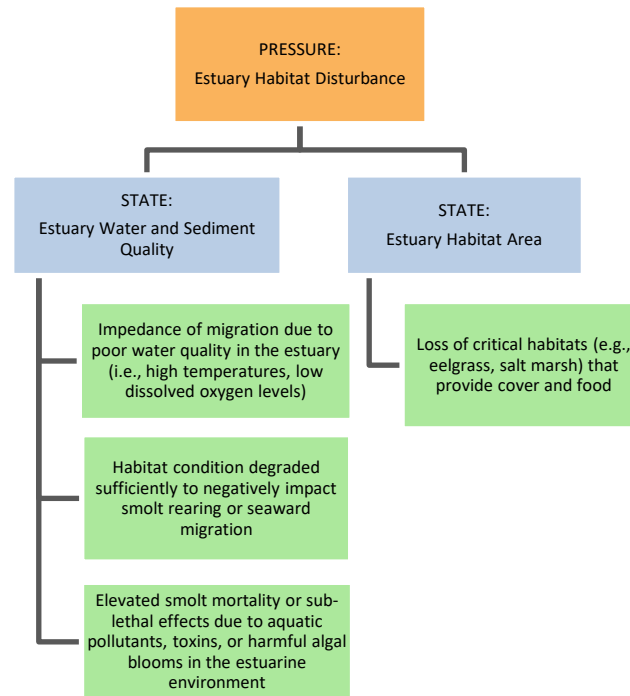 PRESSURE:
Estuary Habitat Disturbance
STATE:
Estuary Water and Sediment
Quality
STATE:
Estuary Habitat Area
Impedance of migration due to
poor water quality in the estuary
(i.e., high temperatures, low
dissolved oxygen levels)
Loss of critical habitats (e.g.,
eelgrass, salt marsh) that
provide cover and food
Habitat condition degraded
sufficiently to negatively impact
smolt rearing or seaward
migration
Elevated smolt mortality or sub-
lethal effects due to aquatic
pollutants, toxins, or harmful algal
blooms in the estuarine
environment